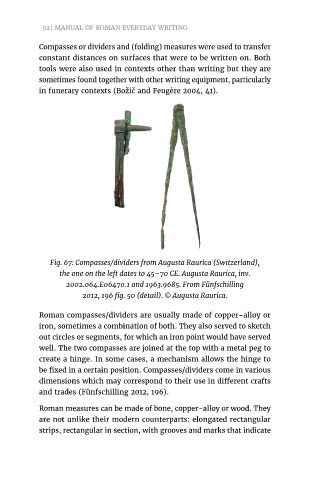 92| MANUAL OF ROMAN EVERYDAY WRITING
Compasses or dividers and (folding) measures were used to transfer
constant distances on surfaces that were to be written on. Both
tools were also used in contexts other than writing but they are
sometimes found together with other writing equipment, particularly
in funerary contexts (Božič and Feugère 2004, 41).
Fig. 67: Compasses/dividers from Augusta Raurica (Switzerland),
the one on the left dates to 45–70 CE. Augusta Raurica, inv.
2002.064.E06470.1 and 1963.9685. From Fünfschilling
2012, 196 fig. 50 (detail). © Augusta Raurica.
Roman compasses/dividers are usually made of copper-alloy or
iron, sometimes a combination of both. They also served to sketch
out circles or segments, for which an iron point would have served
well. The two compasses are joined at the top with a metal peg to
create a hinge. In some cases, a mechanism allows the hinge to
be fixed in a certain position. Compasses/dividers come in various
dimensions which may correspond to their use in different crafts
and trades (Fünfschilling 2012, 196).
Roman measures can be made of bone, copper-alloy or wood. They
are not unlike their modern counterparts: elongated rectangular
strips, rectangular in section, with grooves and marks that indicate